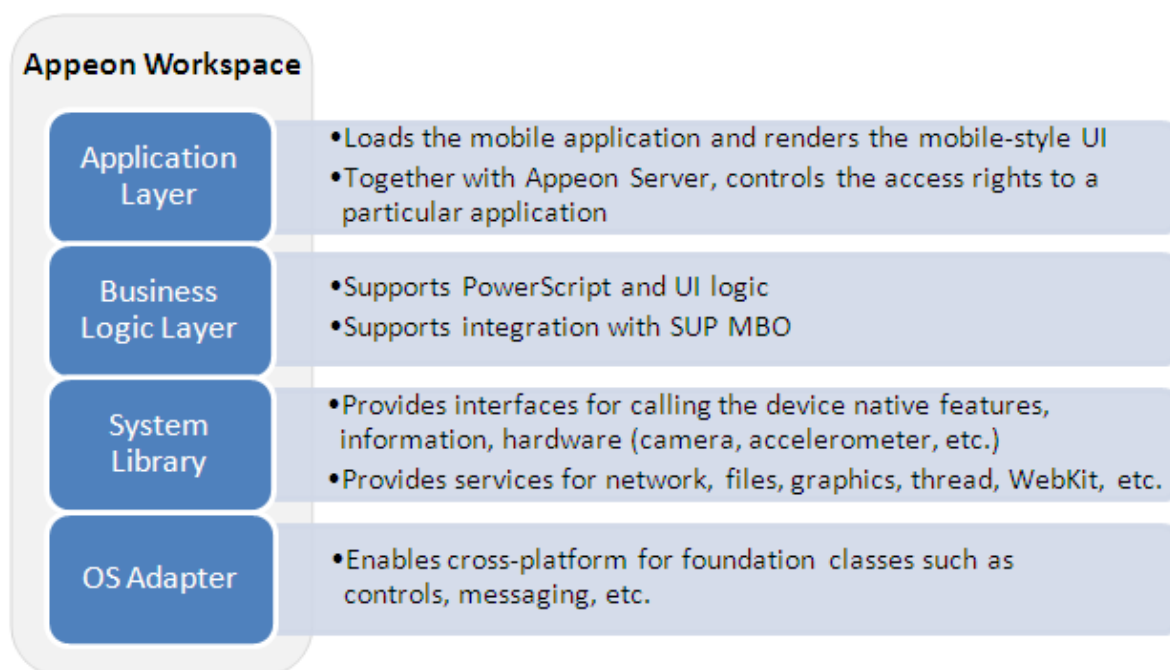 Appeon Workspace
Application
Layer
•Loads the mobile application and renders the mobile-style UI
•Together with Appeon Server, controls the access rights to a
particular application
Business
Logic Layer
•Supports PowerScript and UI logic
•Supports integration with SUP MBO
System
Library
•Provides interfaces for calling the device native features,
information, hardware (camera, accelerometer, etc.)
•Provides services for network, files, graphics, thread, WebKit, etc.
OS Adapter
•Enables cross-platform for foundation classes such as
controls, messaging, etc.